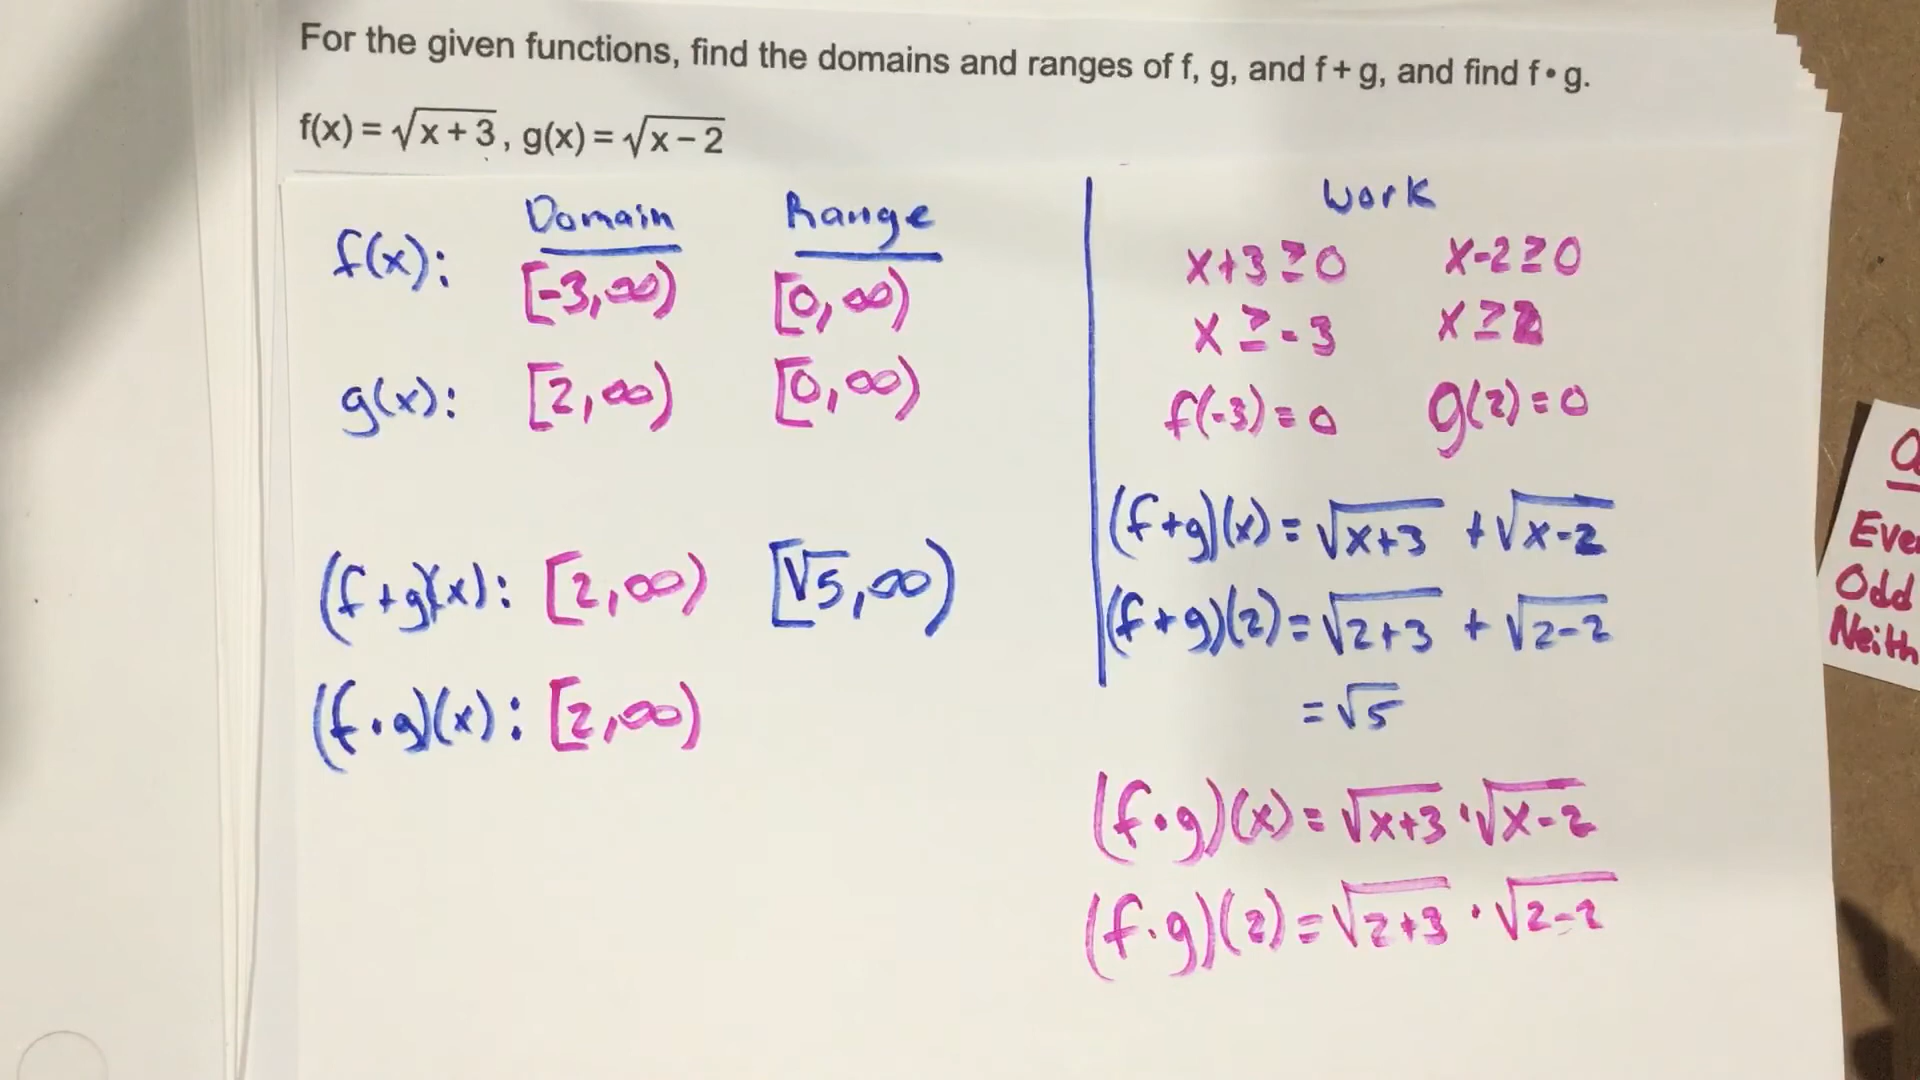 For the given functions, find the domains and ranges of f, g, and f + g, and find f • g.
f(x) = √x + 3, g(x) = √x − 2
Domain Range
f(x): [-3,∞) [0,∞)
g(x): [2,∞) [0,∞)
(f+g)(x): [2,∞) [√5,∞)
(f·g)(x): [2,∞)
Work
x+3≥0 x-2≥0
x≥-3 x≥2
f(-3)=0 g(2)=0
(f+g)(x)=√x+3 +√x-2
(f+g)(2)=√2+3 + √2-2
=√5
(f·g)(x)=√x+3 ·√x-2
(f·g)(2)=√2+3 · √2-2
Odd
Neith